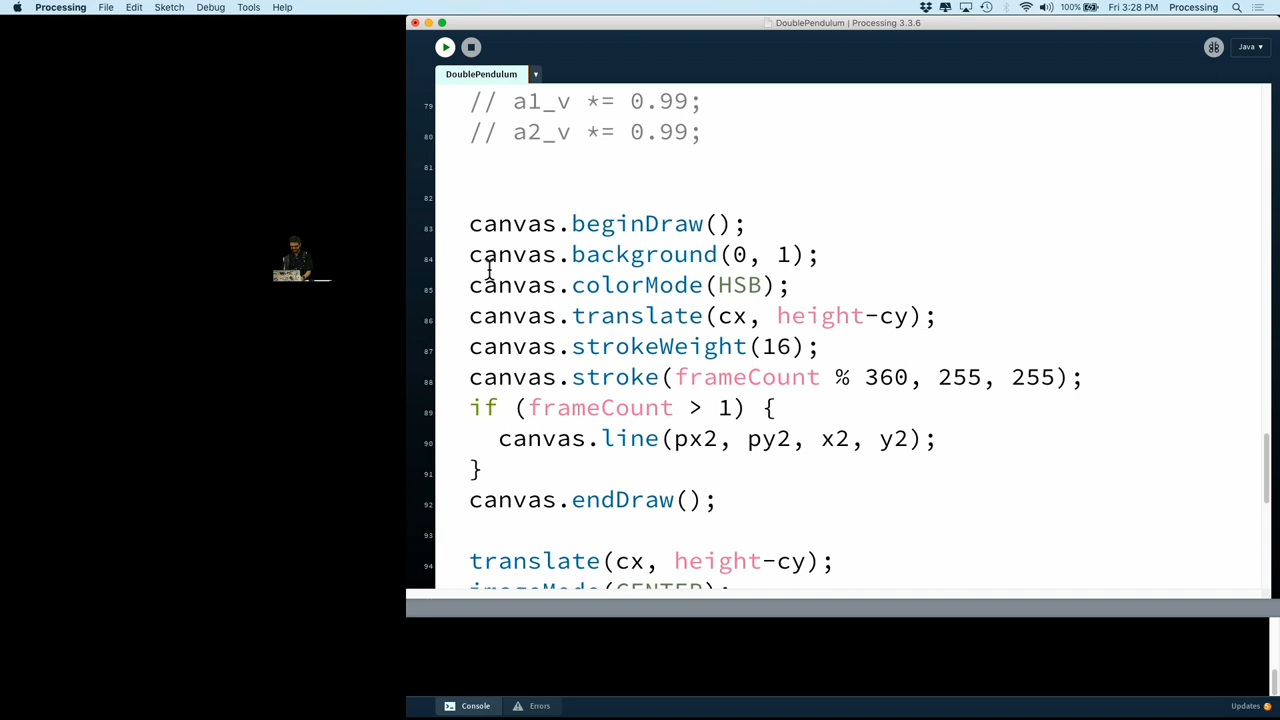 Processing File Edit Sketch Debug Tools Help 100% Fri 3:28 PM Processing
DoublePendulum | Processing 3.3.6
Java ▾
DoublePendulum
79 // a1_v *= 0.99;
80 // a2_v *= 0.99;
81
82
83 canvas.beginDraw();
84 canvas.background(0, 1);
85 canvas.colorMode(HSB);
86 canvas.translate(cx, height-cy);
87 canvas.strokeWeight(16);
88 canvas.stroke(frameCount % 360, 255, 255);
89 if (frameCount > 1) {
90 canvas.line(px2, py2, x2, y2);
91 }
92 canvas.endDraw();
93
94 translate(cx, height-cy);
imageMode(CENTER);
Console Errors Updates